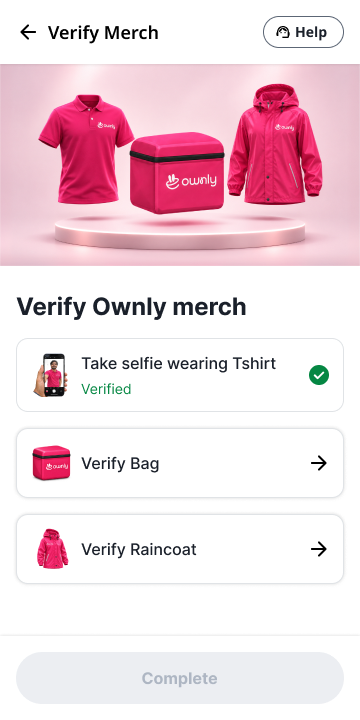 Verify Merch
Help
ownly
ownly
ownly
Verify Ownly merch
Take selfie wearing Tshirt
Verified
ownly
Verify Bag
Verify Raincoat
Complete